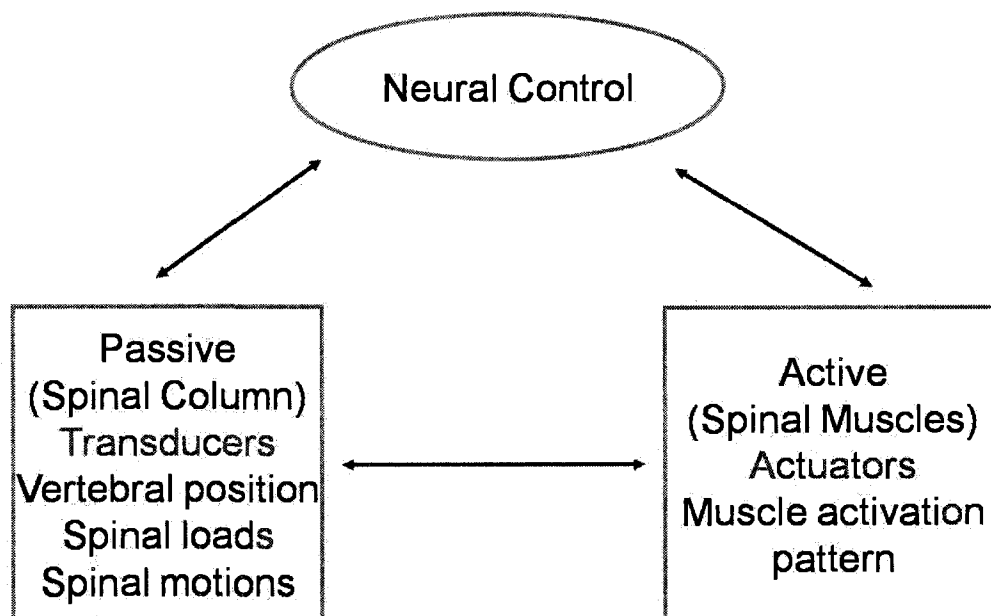 Neural Control
Passive
(Spinal Column)
Transducers
Vertebral position
Spinal loads
Spinal motions
Active
(Spinal Muscles)
Actuators
Muscle activation
pattern